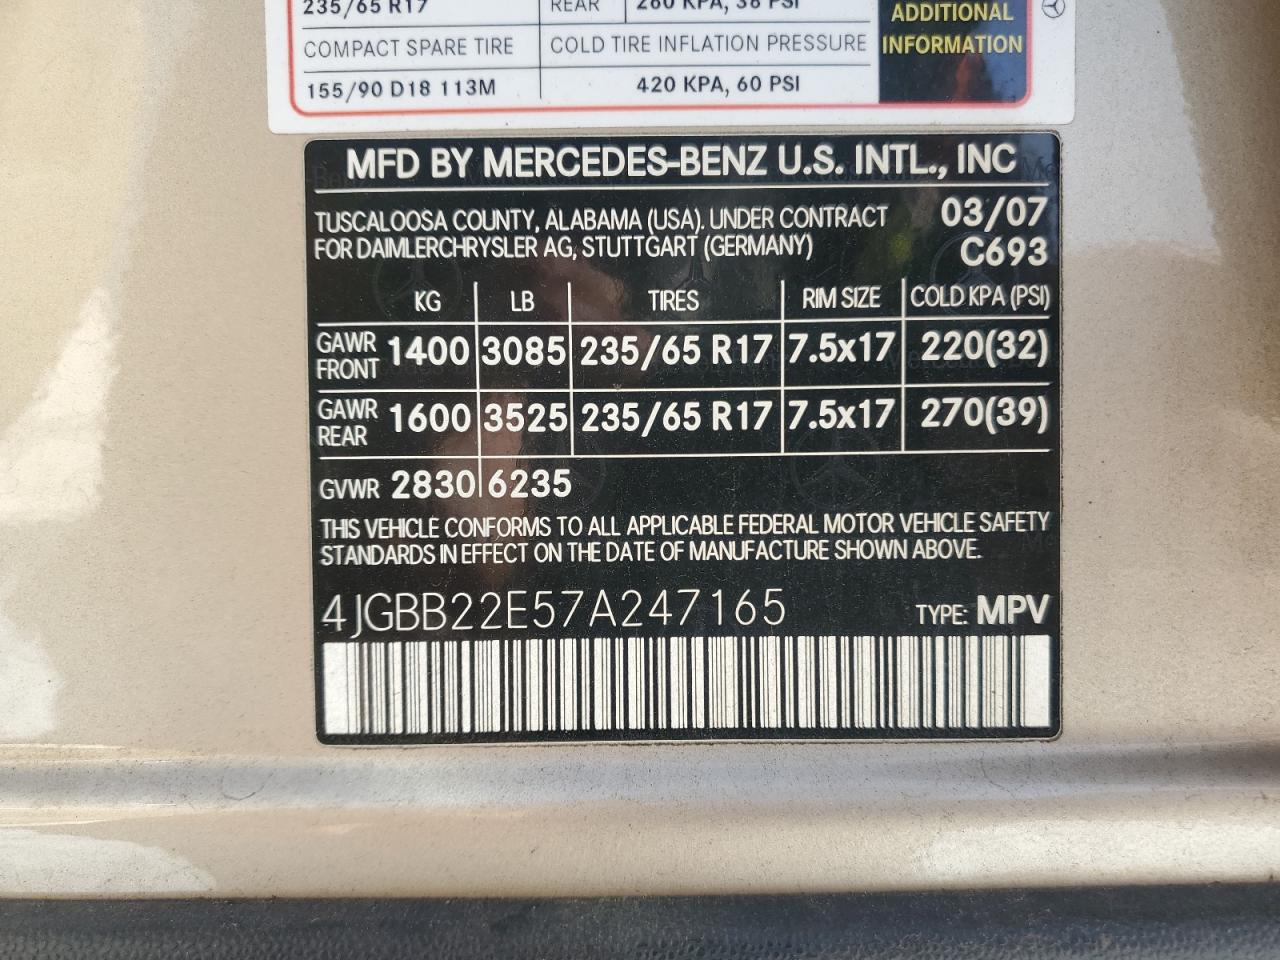 235/65 R17 REAR 260 KPA, 38 PSI
ADDITIONAL
COMPACT SPARE TIRE COLD TIRE INFLATION PRESSURE INFORMATION
155/90 D18 113M 420 KPA, 60 PSI
MFD BY MERCEDES-BENZ U.S. INTL., INC
TUSCALOOSA COUNTY, ALABAMA (USA). UNDER CONTRACT 03/07
FOR DAIMLERCHRYSLER AG, STUTTGART (GERMANY) C693
KG LB TIRES RIM SIZE COLD KPA (PSI)
GAWR FRONT 1400 3085 235/65 R17 7.5x17 220(32)
GAWR REAR 1600 3525 235/65 R17 7.5x17 270(39)
GVWR 2830 6235
THIS VEHICLE CONFORMS TO ALL APPLICABLE FEDERAL MOTOR VEHICLE SAFETY
STANDARDS IN EFFECT ON THE DATE OF MANUFACTURE SHOWN ABOVE.
4JGBB22E57A247165 TYPE: MPV